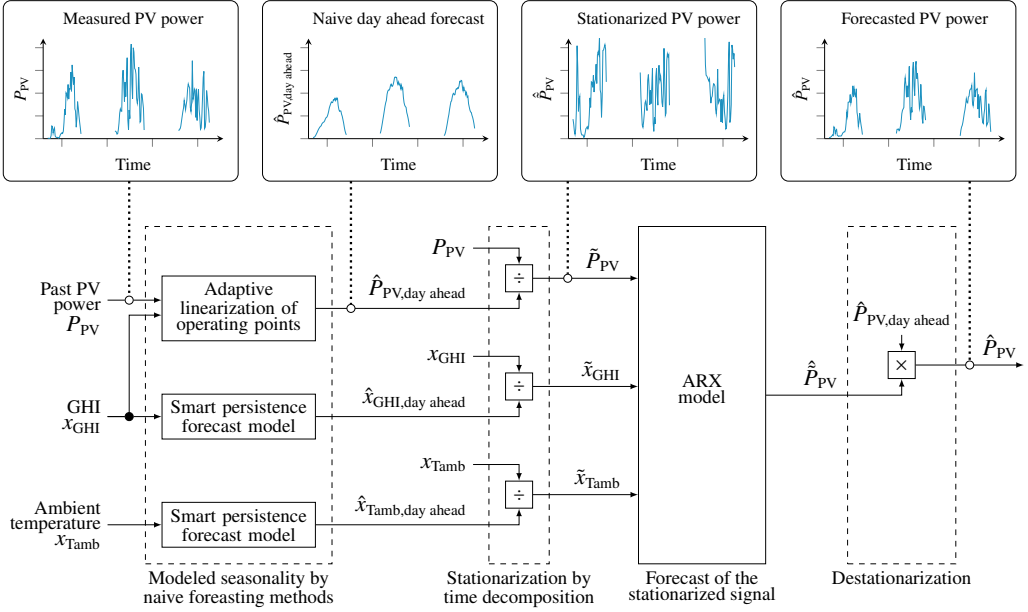 Measured PV power
P_PV
Time
Naive day ahead forecast
P̂_PV,day ahead
Time
Stationarized PV power
P̃̂_PV
Time
Forecasted PV power
P̂_PV
Time
Past PV
power
P_PV
Adaptive
linearization of
operating points
P̂_PV,day ahead
P_PV
÷
P̃_PV
GHI
x_GHI
Smart persistence
forecast model
x̂_GHI,day ahead
x_GHI
÷
x̃_GHI
Ambient
temperature
x_Tamb
Smart persistence
forecast model
x̂_Tamb,day ahead
x_Tamb
÷
x̃_Tamb
ARX
model
P̃̂_PV
P̂_PV,day ahead
×
P̂_PV
Modeled seasonality by
naive foreasting methods
Stationarization by
time decomposition
Forecast of the
stationarized signal
Destationarization